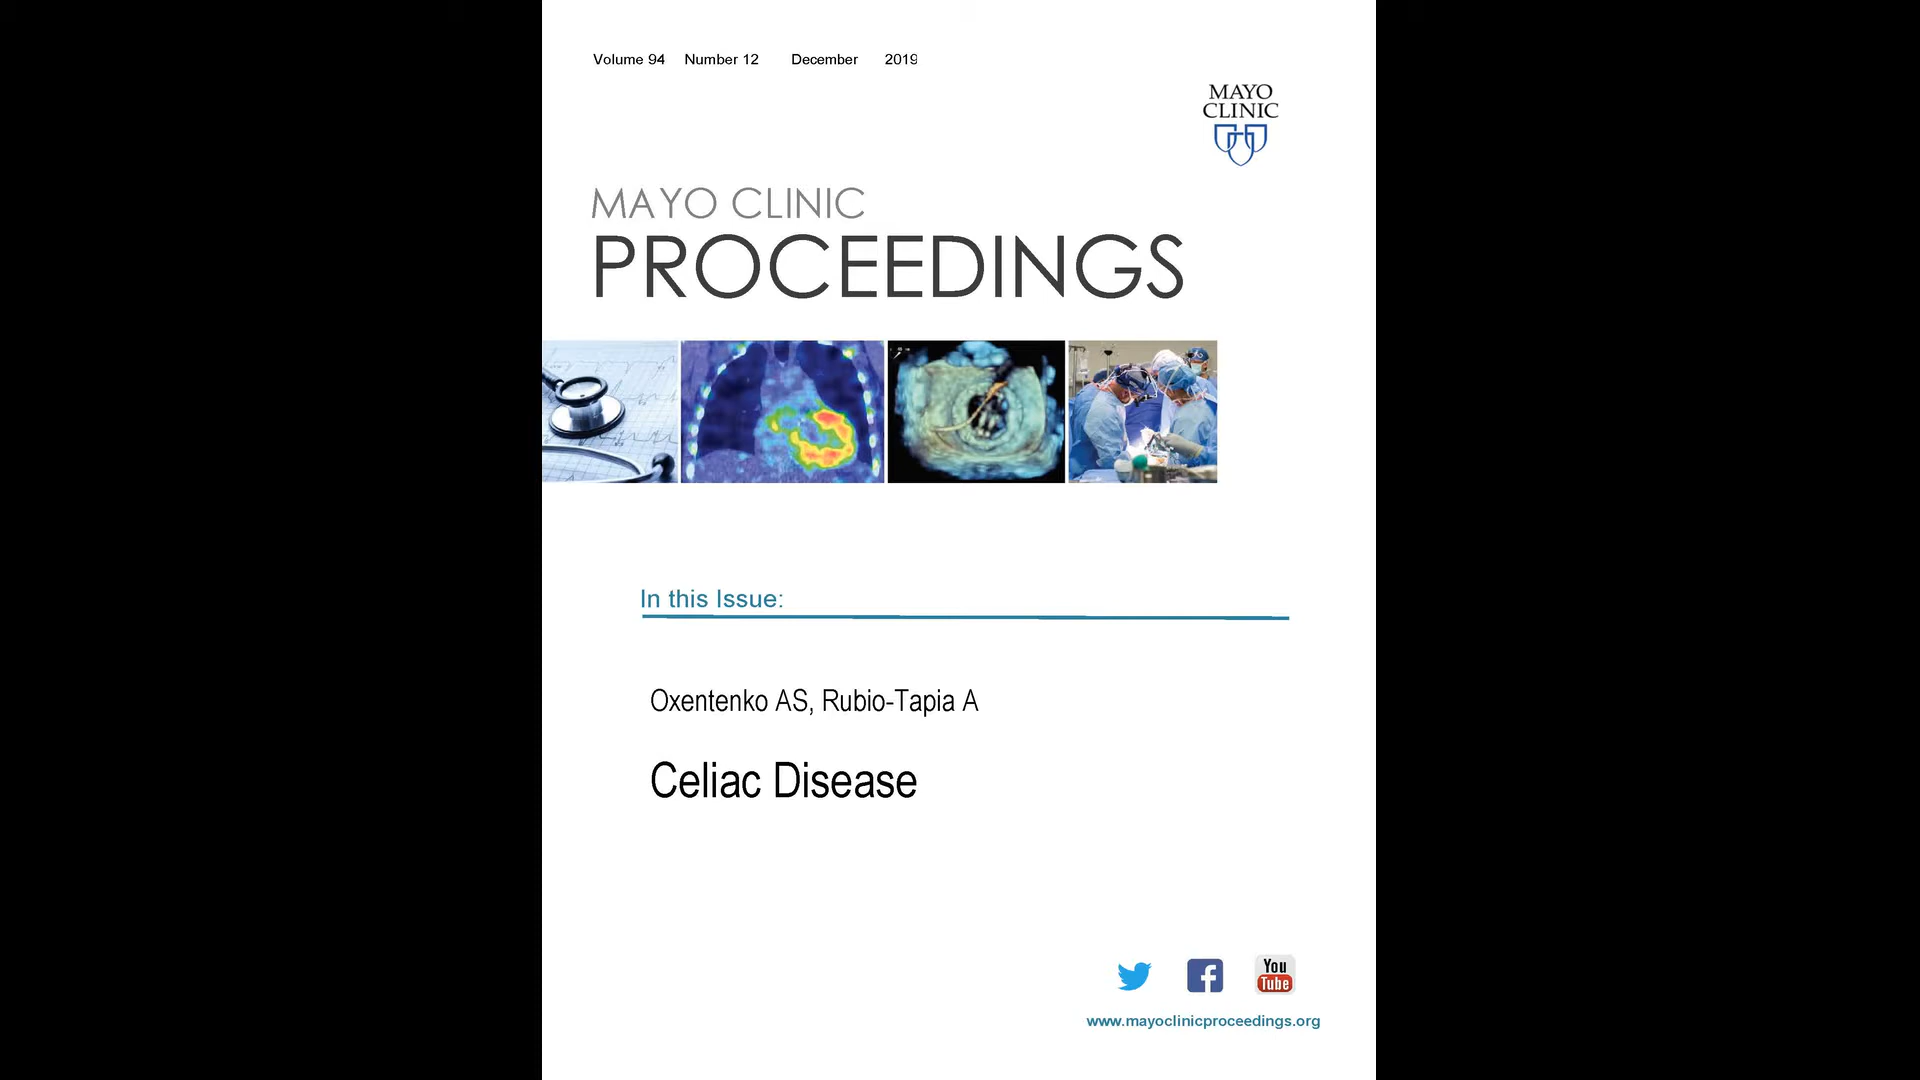 Volume 94 Number 12 December 2019
MAYO
CLINIC
MAYO CLINIC
PROCEEDINGS
In this Issue:
Oxentenko AS, Rubio-Tapia A
Celiac Disease
You
Tube
www.mayoclinicproceedings.org